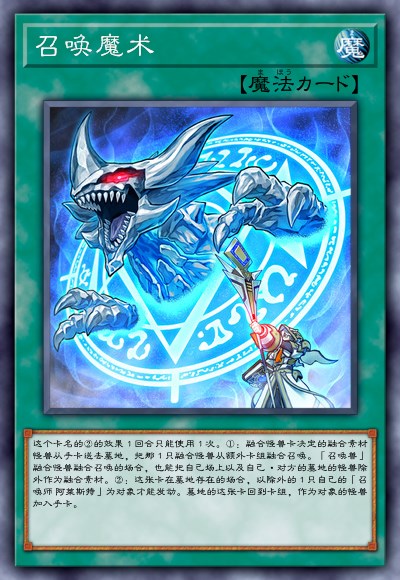 召唤魔术
魔
【魔法カード】
ま ほう
这个卡名的②的效果1回合只能使用1次。①：融合怪兽卡决定的融合素材
怪兽从手卡送去墓地，把那1只融合怪兽从额外卡组融合召唤。「召唤兽」
融合怪兽融合召唤的场合，也能把自己场上以及自己·对方的墓地的怪兽除
外作为融合素材。②：这张卡在墓地存在的场合，以除外的1只自己的「召
唤师 阿莱斯特」为对象才能发动。墓地的这张卡回到卡组，作为对象的怪兽
加入手卡。